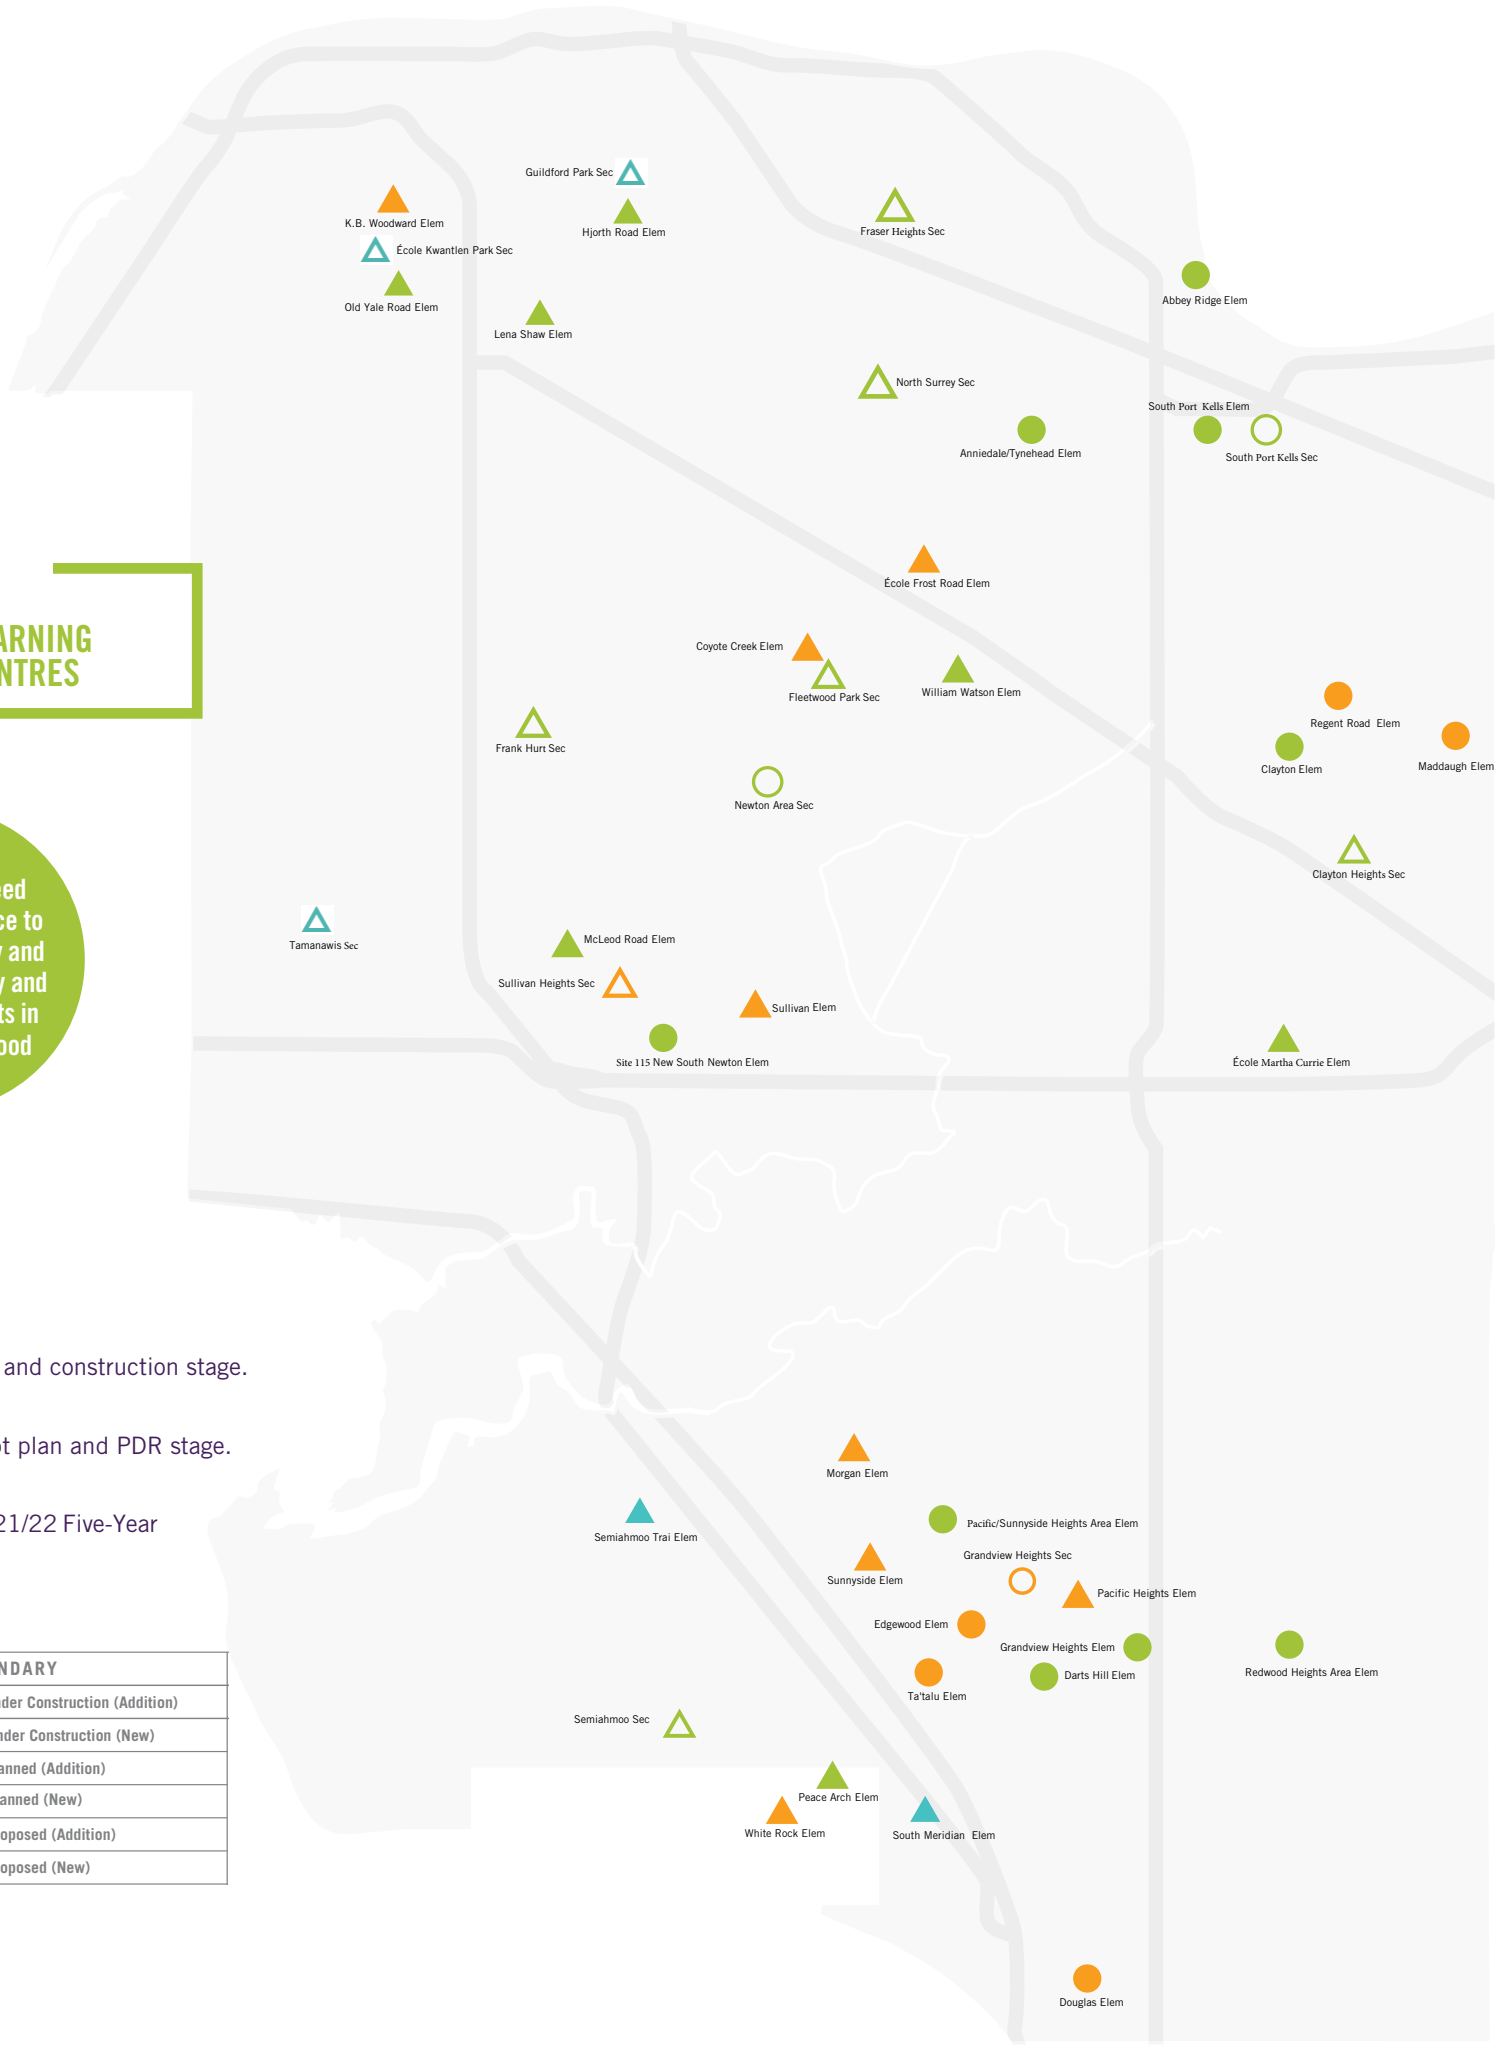 Guildford Park Sec
K.B. Woodward Elem
Hjorth Road Elem
Fraser Heights Sec
École Kwantlen Park Sec
Old Yale Road Elem
Abbey Ridge Elem
Lena Shaw Elem
North Surrey Sec
South Port Kells Elem
Anniedale/Tynehead Elem
South Port Kells Sec
École Frost Road Elem
ARNING
NTRES
Coyote Creek Elem
Fleetwood Park Sec
William Watson Elem
Regent Road Elem
Frank Hurt Sec
Clayton Elem
Maddaugh Elem
Newton Area Sec
Clayton Heights Sec
eed
ce to
y and
y and
ts in
ood
Tamanawis Sec
McLeod Road Elem
Sullivan Heights Sec
Sullivan Elem
Site 115 New South Newton Elem
École Martha Currie Elem
and construction stage.
ot plan and PDR stage.
21/22 Five-Year
Morgan Elem
Semiahmoo Trai Elem
Pacific/Sunnyside Heights Area Elem
Grandview Heights Sec
Sunnyside Elem
Pacific Heights Elem
Edgewood Elem
Grandview Heights Elem
Darts Hill Elem
Redwood Heights Area Elem
Ta'talu Elem
Semiahmoo Sec
Peace Arch Elem
White Rock Elem
South Meridian Elem
Douglas Elem
NDARY
nder Construction (Addition)
nder Construction (New)
anned (Addition)
anned (New)
oposed (Addition)
oposed (New)